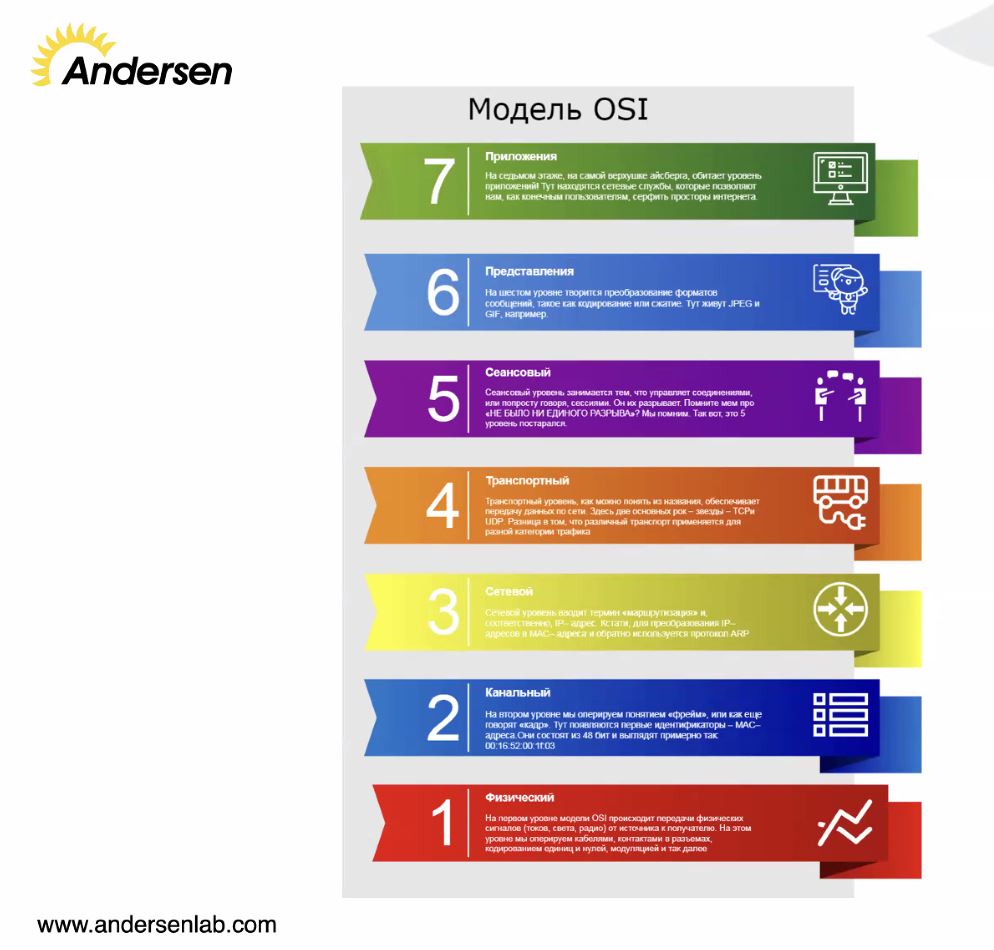 Andersen
Модель OSI
7
Приложения
На седьмом этаже, на самой верхушке айсберга, обитает уровень
приложений! Тут находятся сетевые службы, которые позволяют
нам, как конечным пользователям, серфить просторы интернета.
6
Представления
На шестом уровне творится преобразование форматов
сообщений, такое как кодирование или сжатие. Тут живут JPEG и
GIF, например.
5
Сеансовый
Сеансовый уровень занимается тем, что управляет соединениями,
или попросту говоря, сессиями. Он их разрывает. Помните мем про
«НЕ БЫЛО НИ ЕДИНОГО РАЗРЫВА»? Мы помним. Так вот, это 5
уровень постарался.
4
Транспортный
Транспортный уровень, как можно понять из названия, обеспечивает
передачу данных по сети. Здесь две основных рок – звезды – TCPи
UDP. Разница в том, что различный транспорт применяется для
разной категории трафика
3
Сетевой
Сетевой уровень вводит термин «маршрутизация» и,
соответственно, IP– адрес. Кстати, для преобразования IP–
адресов в MAC– адреса и обратно используется протокол ARP
2
Канальный
На втором уровне мы оперируем понятием «фрейм», или как еще
говорят «кадр». Тут появляются первые идентификаторы – MAC–
адреса.Они состоят из 48 бит и выглядят примерно так:
00:16:52:00:1f:03
1
Физический
На первом уровне модели OSI происходит передачи физических
сигналов (токов, света, радио) от источника к получателю. На этом
уровне мы оперируем кабелями, контактами в разъемах,
кодированием единиц и нулей, модуляцией и так далее
www.andersenlab.com